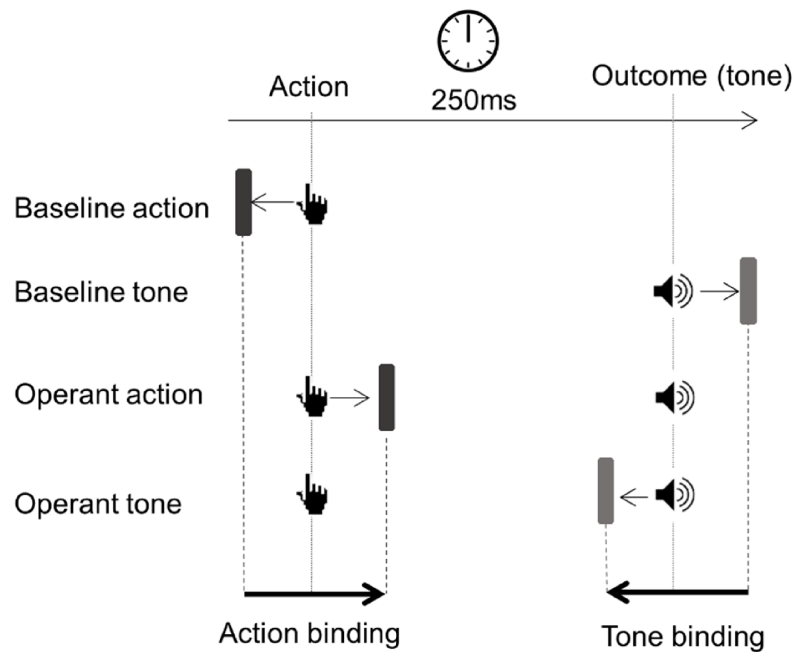 Action
Outcome (tone)
250ms
Baseline action
Baseline tone
Operant action
Operant tone
Action binding
Tone binding